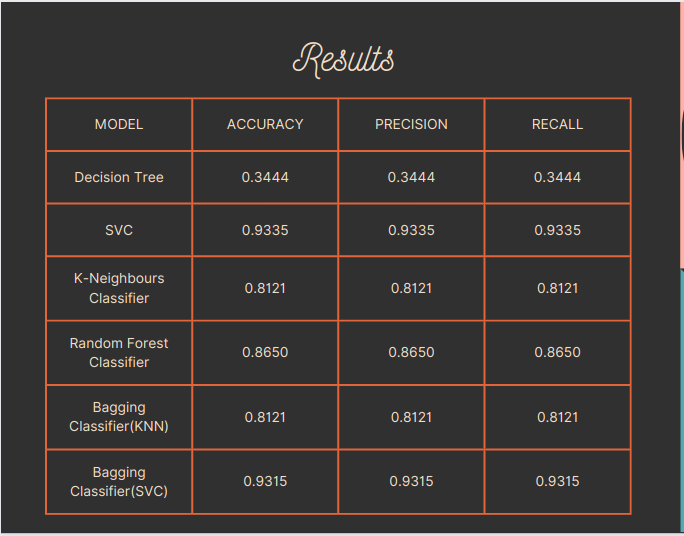 Results
MODEL ACCURACY PRECISION RECALL
Decision Tree 0.3444 0.3444 0.3444
SVC 0.9335 0.9335 0.9335
K-Neighbours
Classifier 0.8121 0.8121 0.8121
Random Forest
Classifier 0.8650 0.8650 0.8650
Bagging
Classifier(KNN) 0.8121 0.8121 0.8121
Bagging
Classifier(SVC) 0.9315 0.9315 0.9315